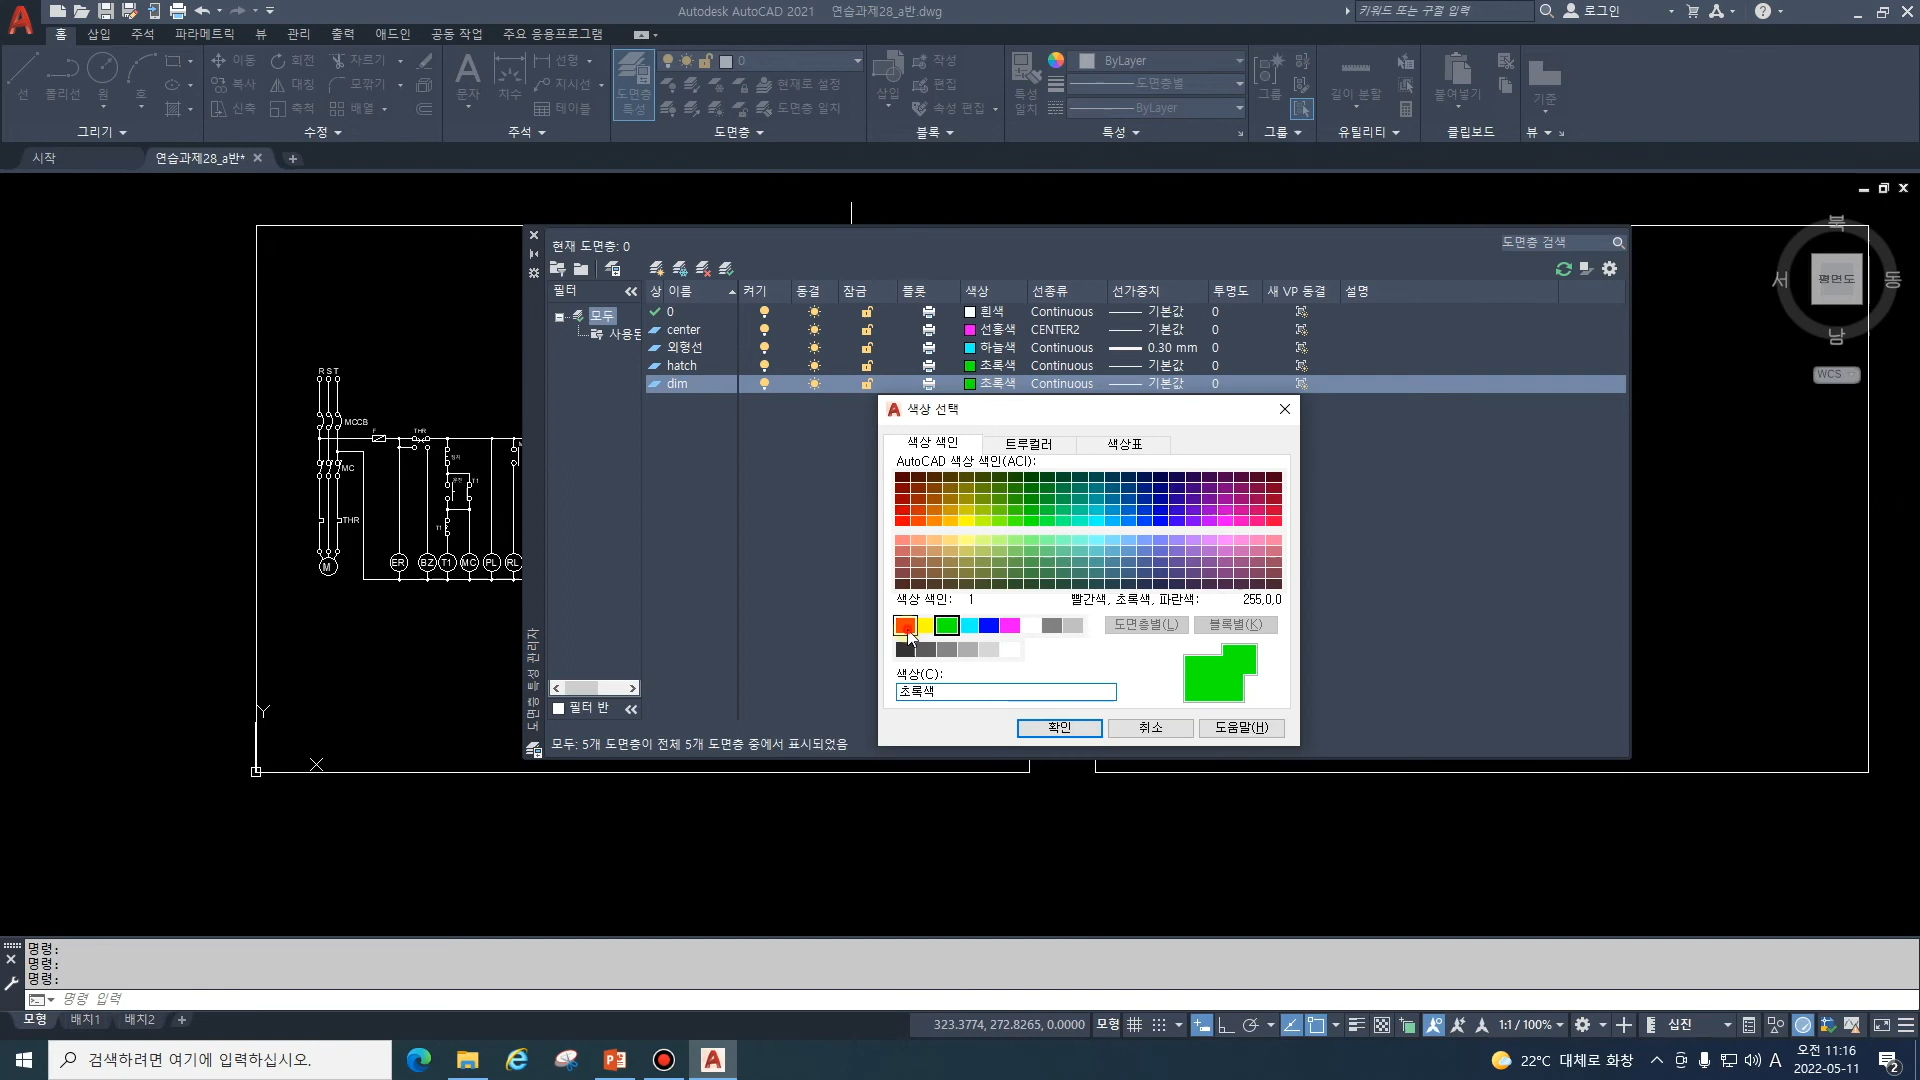 Autodesk AutoCAD 2021 연습과제28_a반.dwg
키워드 또는 구절 입력
로그인
홈 삽입 주석 파라메트릭 뷰 관리 출력 애드인 공동 작업 주요 응용프로그램
선 폴리선 원 호
이동 회전 자르기
복사 대칭 모깎기
신축 축척 배열
문자 치수 선형
지시선
테이블
도면층 특성
0
현재로 설정
도면층 일치
삽입 작성
편집
속성 편집
특성 일치
ByLayer
도면층별
ByLayer
그룹 길이 분할 붙여넣기 기준
그리기 수정 주석 도면층 블록 특성 그룹 유틸리티 클립보드 뷰
시작 연습과제28_a반*
북
서 평면도 동
남
WCS
현재 도면층: 0
도면층 검색
필터
모두
상 이름 켜기 동결 잠금 플롯 색상 선종류 선가중치 투명도 새 VP 동결 설명
0 흰색 Continuous 기본값 0
center 선홍색 CENTER2 기본값 0
외형선 하늘색 Continuous 0.30 mm 0
hatch 초록색 Continuous 기본값 0
dim 초록색 Continuous 기본값 0
R S T
MCCB
F
THR
MC
T1
THR
T1
M
ER BZ T1 MC PL RL
Y
X
도면층 특성 관리자
필터 반
모두: 5개 도면층이 전체 5개 도면층 중에서 표시되었음
색상 선택
색상 색인 트루컬러 색상표
AutoCAD 색상 색인(ACI):
색상 색인: 1 빨간색, 초록색, 파란색: 255,0,0
도면층별(L) 블록별(K)
색상(C):
초록색
확인 취소 도움말(H)
명령:
명령:
명령:
명령 입력
모형 배치1 배치2
323.3774, 272.8265, 0.0000 모형 1:1 / 100% 십진
검색하려면 여기에 입력하십시오.
22°C 대체로 화창
A
오전 11:16
2022-05-11
2